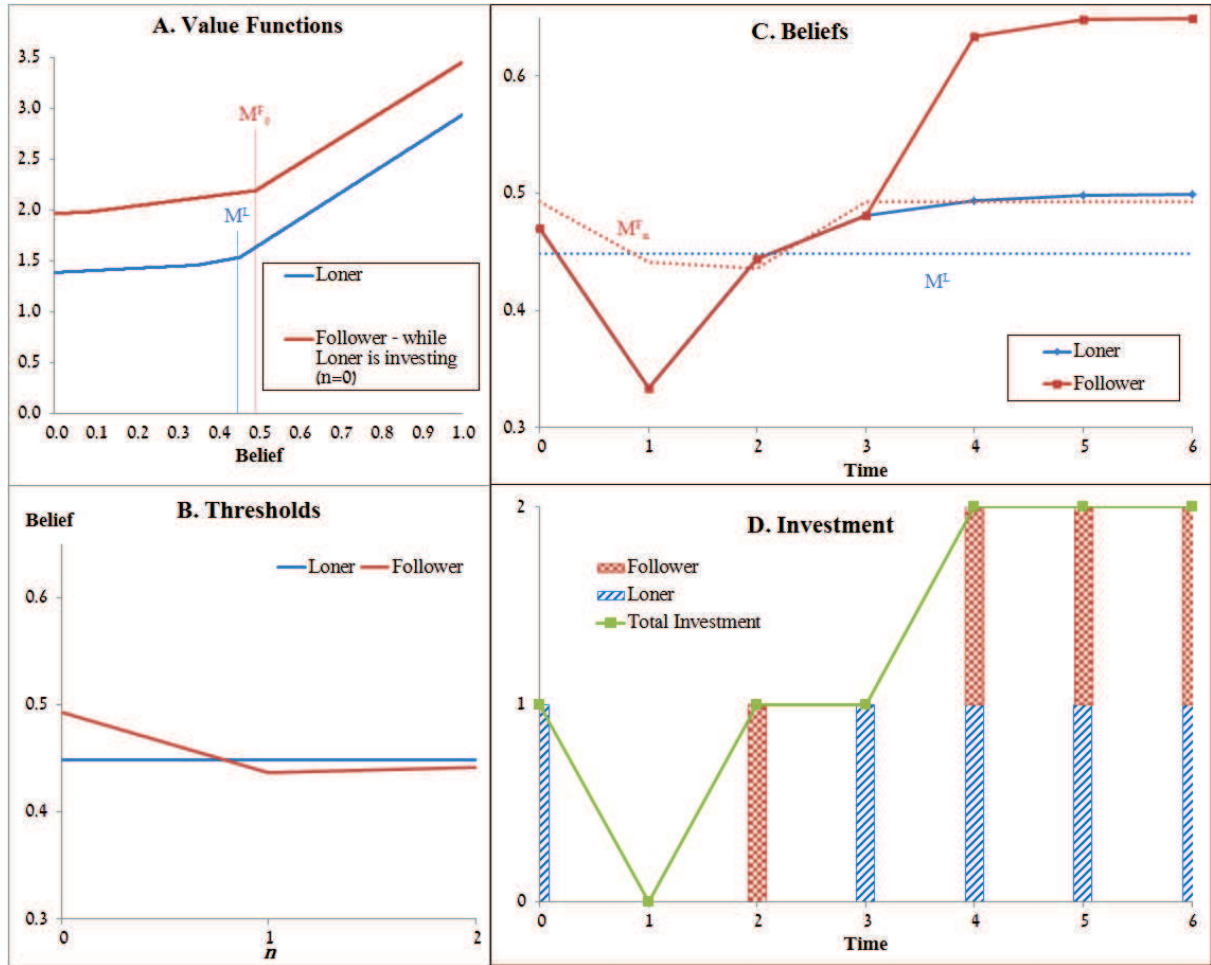 A. Value Functions
3.5
3.0
2.5
2.0
1.5
1.0
0.5
0.0
M^F_0
M^L
Loner
Follower - while
Loner is investing
(n=0)
0.0 0.1 0.2 0.3 0.4 0.5 0.6 0.7 0.8 0.9 1.0
Belief
C. Beliefs
0.6
0.5
0.4
0.3
M^F_n
M^L
Loner
Follower
0 1 2 3 4 5 6
Time
B. Thresholds
Belief
Loner Follower
0.6
0.5
0.4
0.3
0 1 2
n
D. Investment
2
1
0
Follower
Loner
Total Investment
0 1 2 3 4 5 6
Time